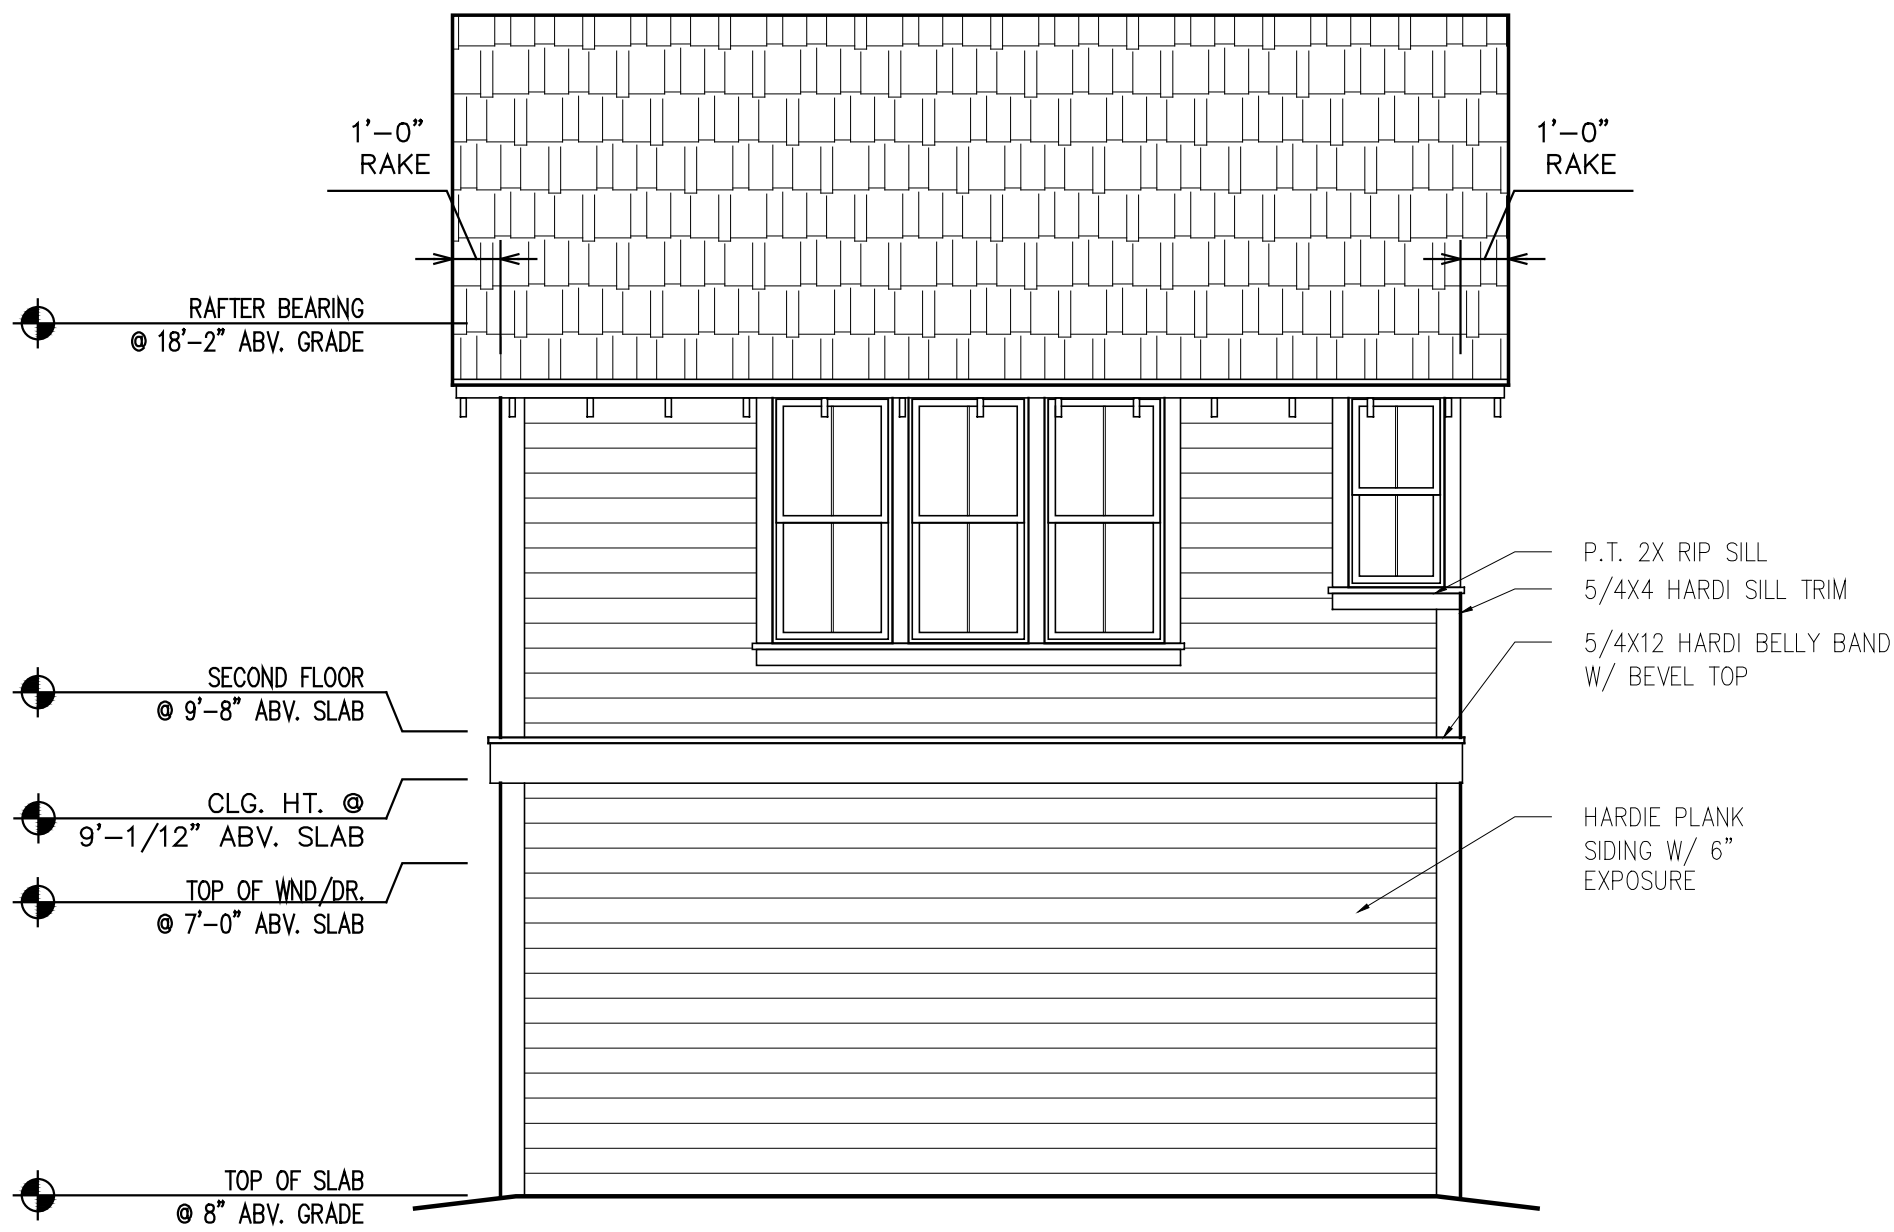 1'-0"
RAKE
1'-0"
RAKE
RAFTER BEARING
@ 18'-2" ABV. GRADE
SECOND FLOOR
@ 9'-8" ABV. SLAB
CLG. HT. @
9'-1/12" ABV. SLAB
TOP OF WND/DR.
@ 7'-0" ABV. SLAB
TOP OF SLAB
@ 8" ABV. GRADE
P.T. 2X RIP SILL
5/4X4 HARDI SILL TRIM
5/4X12 HARDI BELLY BAND
W/ BEVEL TOP
HARDIE PLANK
SIDING W/ 6"
EXPOSURE